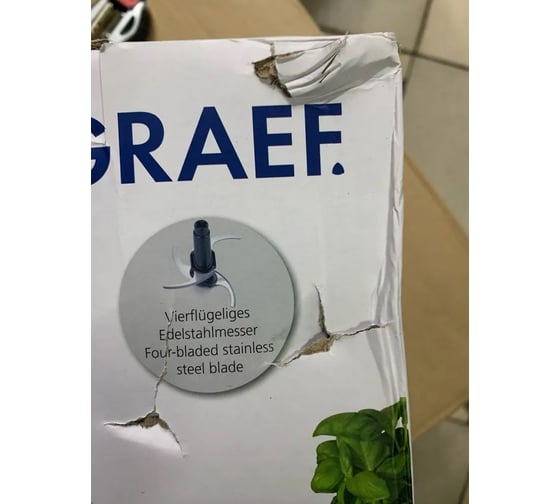 GRAEF.
Vierflügeliges
Edelstahlmesser
Four-bladed stainless
steel blade